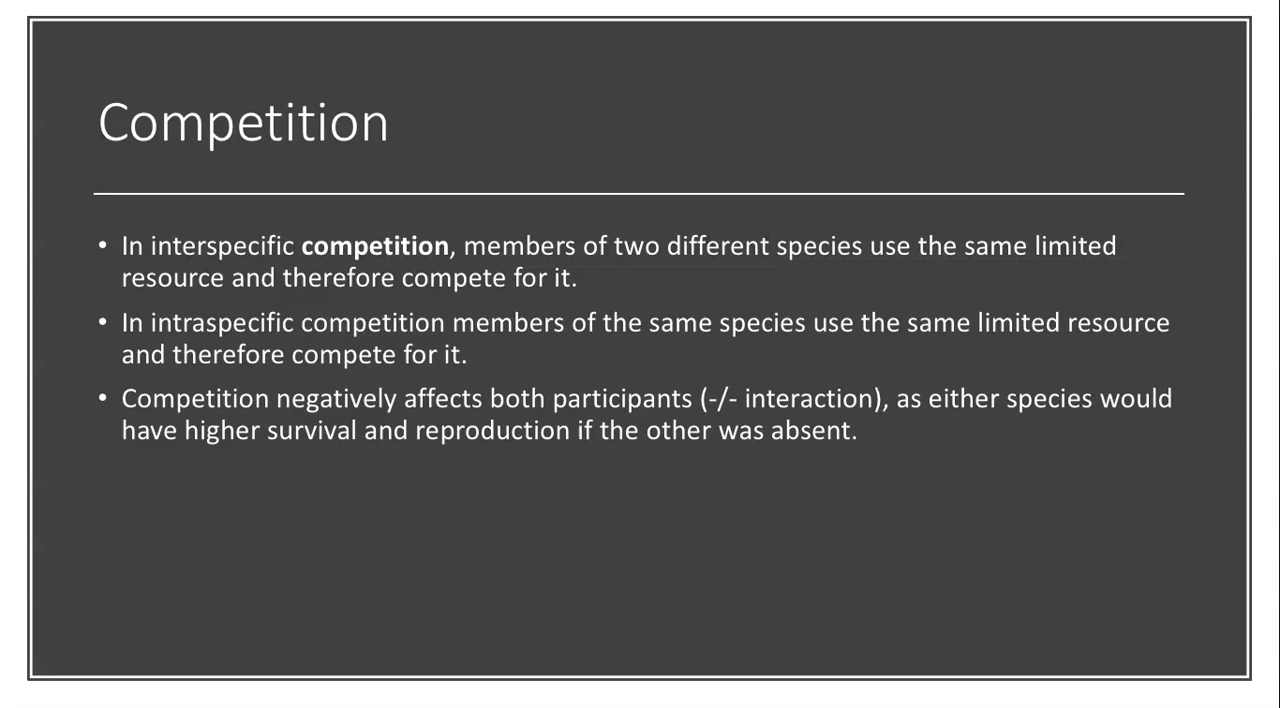 Competition
• In interspecific competition, members of two different species use the same limited
resource and therefore compete for it.
• In intraspecific competition members of the same species use the same limited resource
and therefore compete for it.
• Competition negatively affects both participants (-/- interaction), as either species would
have higher survival and reproduction if the other was absent.